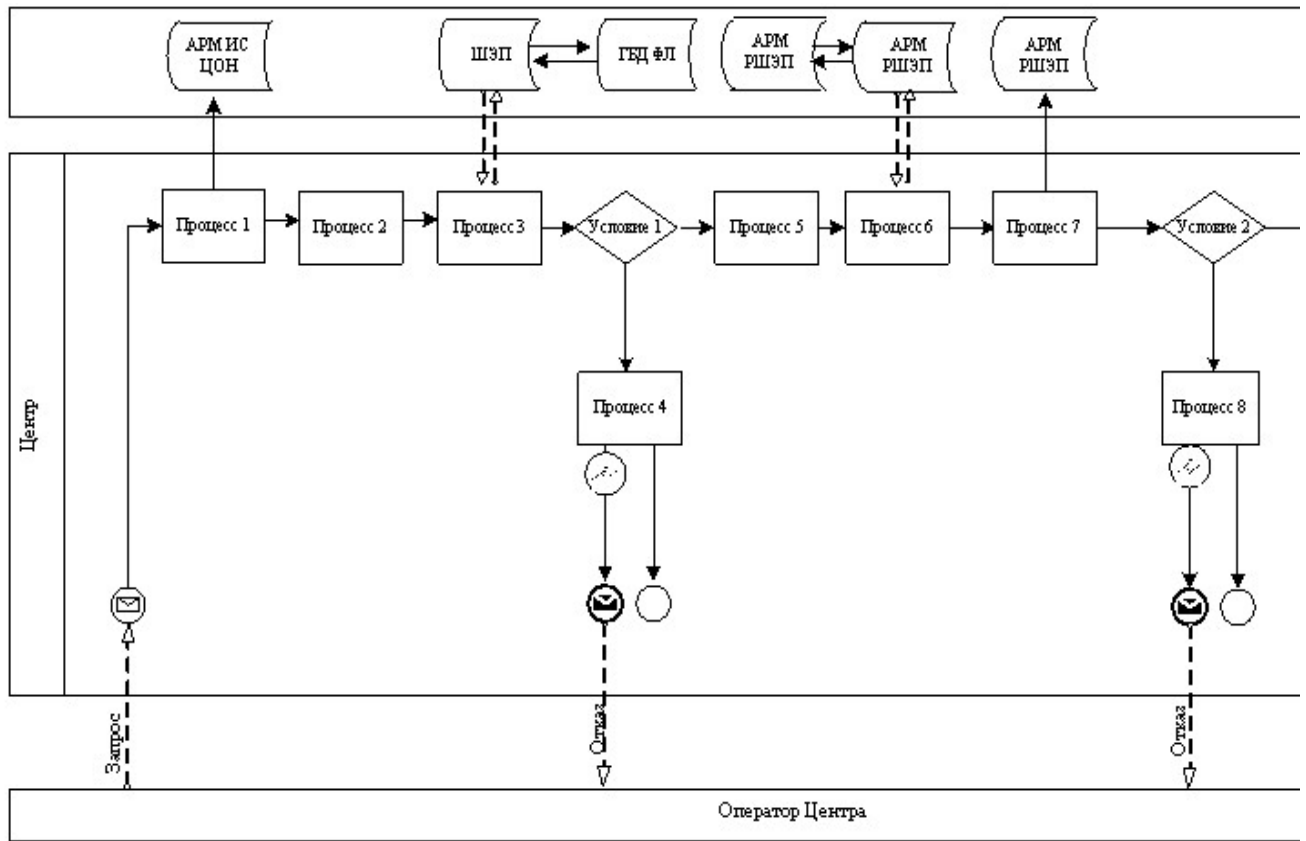 АРМ ИС
ЦОН
ШЭП
ГБД ФЛ
АРМ
РШЭП
АРМ
РШЭП
АРМ
РШЭП
Центр
Процесс 1
Процесс 2
Процесс 3
Условие 1
Процесс 5
Процесс 6
Процесс 7
Условие 2
Процесс 4
Процесс 8
Запрос
Отказ
Отказ
Оператор Центра